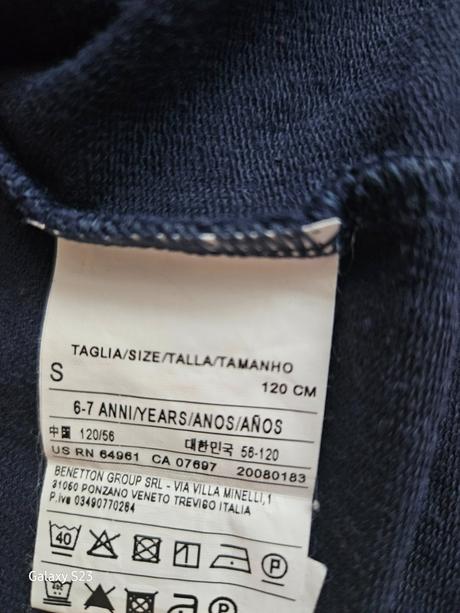 TAGLIA/SIZE/TALLA/TAMANHO
S 120 CM
6-7 ANNI/YEARS/ANOS/AÑOS
中国 120/56 대한민국 56-120
US RN 64961 CA 07697 20080183
BENETTON GROUP SRL - VIA VILLA MINELLI,1
31050 PONZANO VENETO TREVISO ITALIA
P.iva 03490770264
40 P
Galaxy S23
P